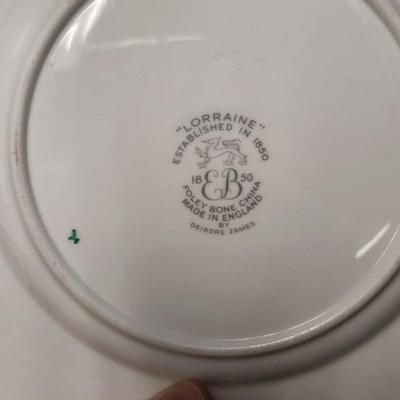 "LORRAINE"
ESTABLISHED IN 1850
18 EB 50
FOLEY BONE CHINA
MADE IN ENGLAND
BY
DEIRDRE JAMES